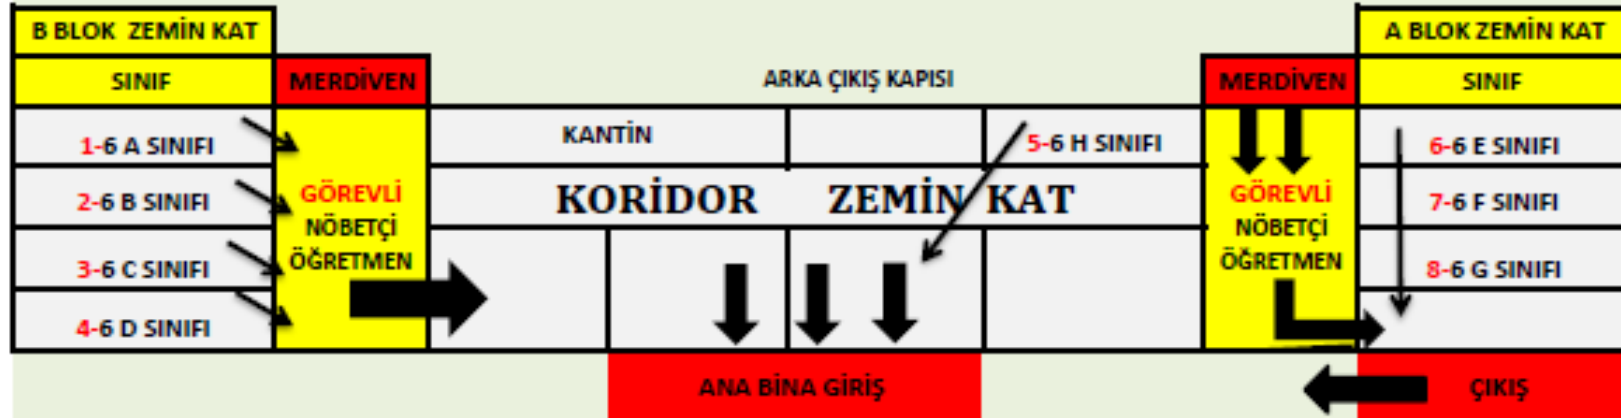 B BLOK ZEMİN KAT
A BLOK ZEMİN KAT
SINIF
MERDİVEN
ARKA ÇIKIŞ KAPISI
MERDİVEN
SINIF
1-6 A SINIFI
KANTİN
5-6 H SINIFI
6-6 E SINIFI
2-6 B SINIFI
GÖREVLİ
NÖBETÇİ
ÖĞRETMEN
KORİDOR ZEMİN KAT
GÖREVLİ
NÖBETÇİ
ÖĞRETMEN
7-6 F SINIFI
3-6 C SINIFI
8-6 G SINIFI
4-6 D SINIFI
ANA BİNA GİRİŞ
ÇIKIŞ